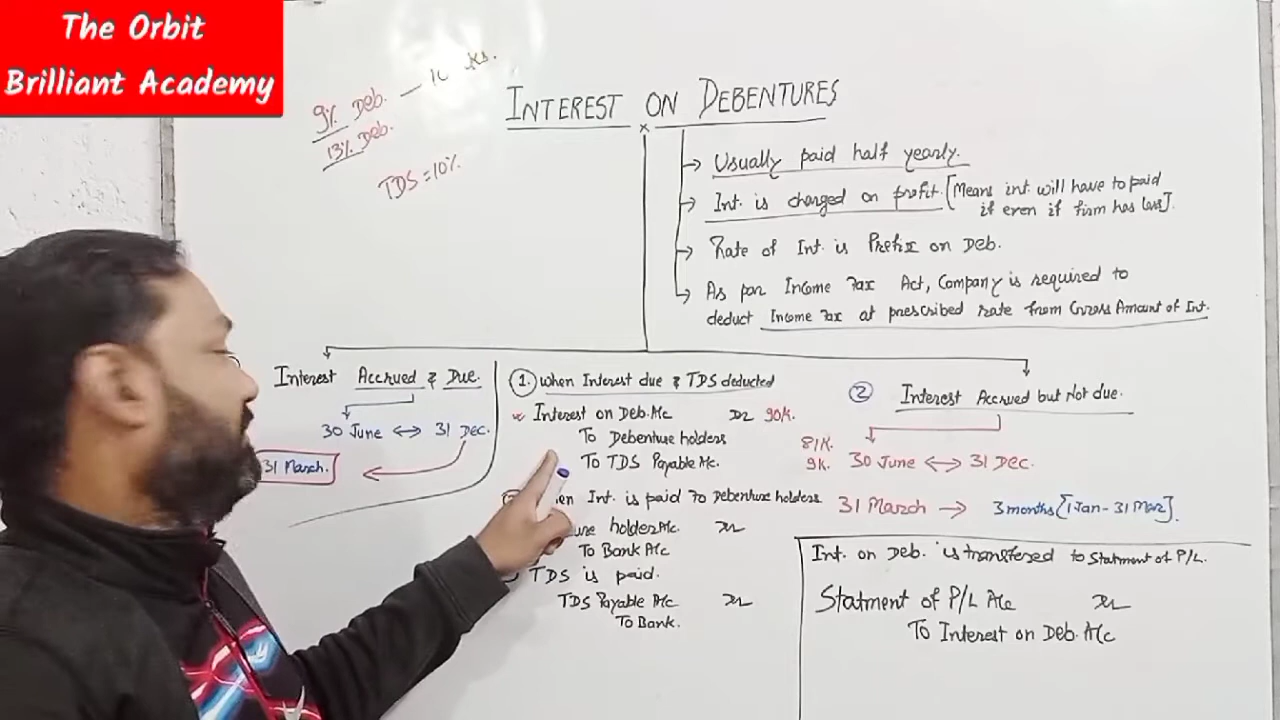 The Orbit
Brilliant Academy
9% Deb. —
13% Deb.
TDS = 10%
INTEREST ON DEBENTURES
→ Usually paid half yearly.
→ Int. is charged on profit. [Means int. will have to paid
if even if firm has loss].
→ Rate of Int. is Prefix on Deb.
→ As per Income Tax Act, Company is required to
deduct Income Tax at prescribed rate from Gross Amount of Int.
Interest Accrued & Due.
30 June ↔ 31 Dec.
31 March.
① When Interest due & TDS deducted
Interest on Deb. A/c Dr 90K.
To Debenture holders 81K.
To TDS Payable A/c. 9K.
Int. is paid to Debenture holders
holder A/c. Dr
To Bank A/c
TDS is paid.
TDS Payable A/c Dr
To Bank.
② Interest Accrued but Not due.
30 June ↔ 31 Dec.
31 March → 3 months [1 Jan - 31 Mar].
Int. on Deb. is transfered to Statement of P/L.
Statment of P/L A/c Dr
To Interest on Deb. A/c